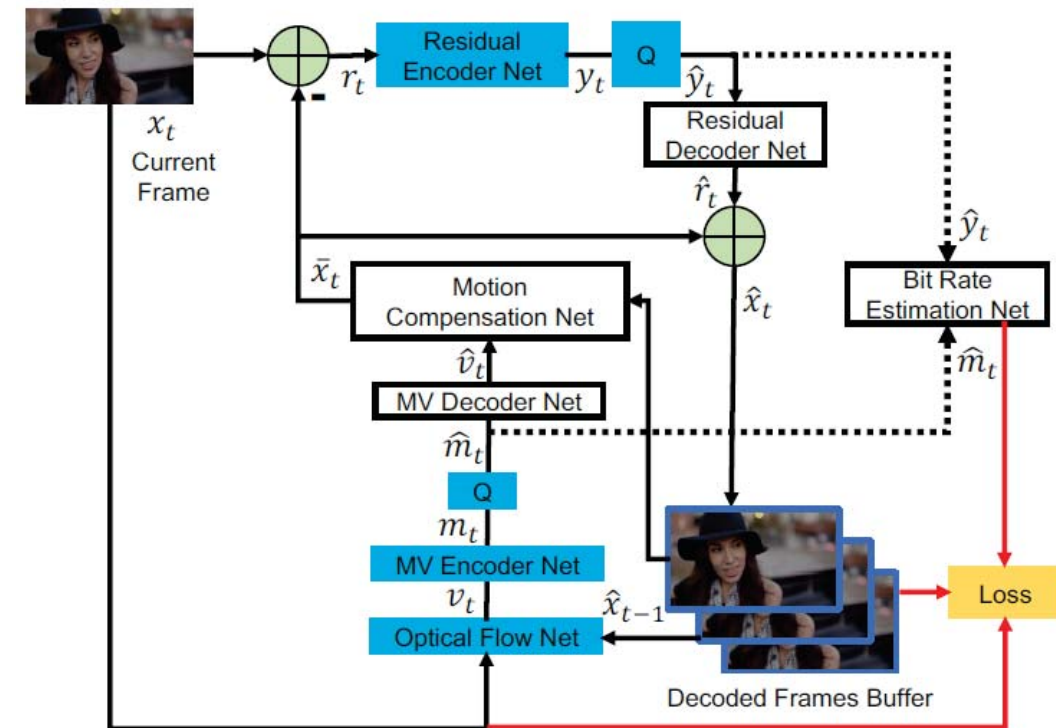 x_t
Current
Frame
-
r_t
Residual
Encoder Net
y_t
Q
ŷ_t
Residual
Decoder Net
r̂_t
ŷ_t
x̄_t
Motion
Compensation Net
x̂_t
Bit Rate
Estimation Net
v̂_t
m̂_t
MV Decoder Net
m̂_t
Q
m_t
MV Encoder Net
v_t
x̂_{t-1}
Optical Flow Net
Loss
Decoded Frames Buffer